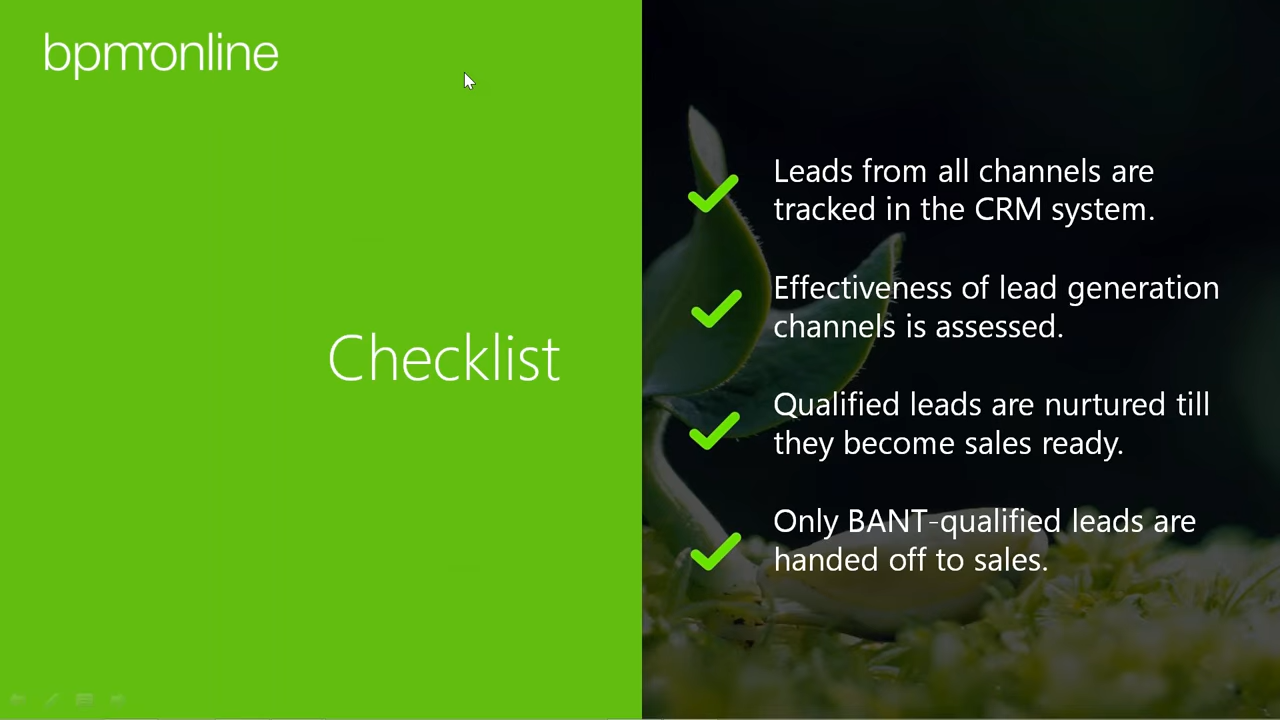 bpm'online
Checklist
Leads from all channels are
tracked in the CRM system.
Effectiveness of lead generation
channels is assessed.
Qualified leads are nurtured till
they become sales ready.
Only BANT-qualified leads are
handed off to sales.